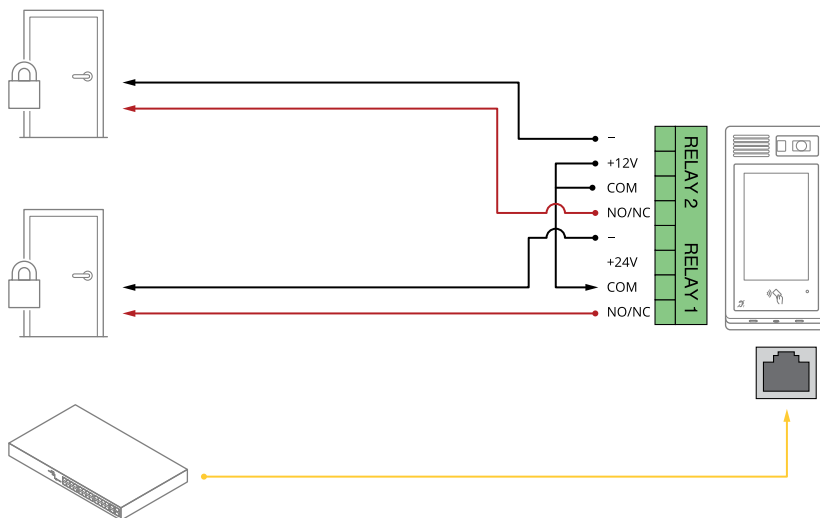 –
+12V
COM
NO/NC
–
+24V
COM
NO/NC
RELAY 2
RELAY 1